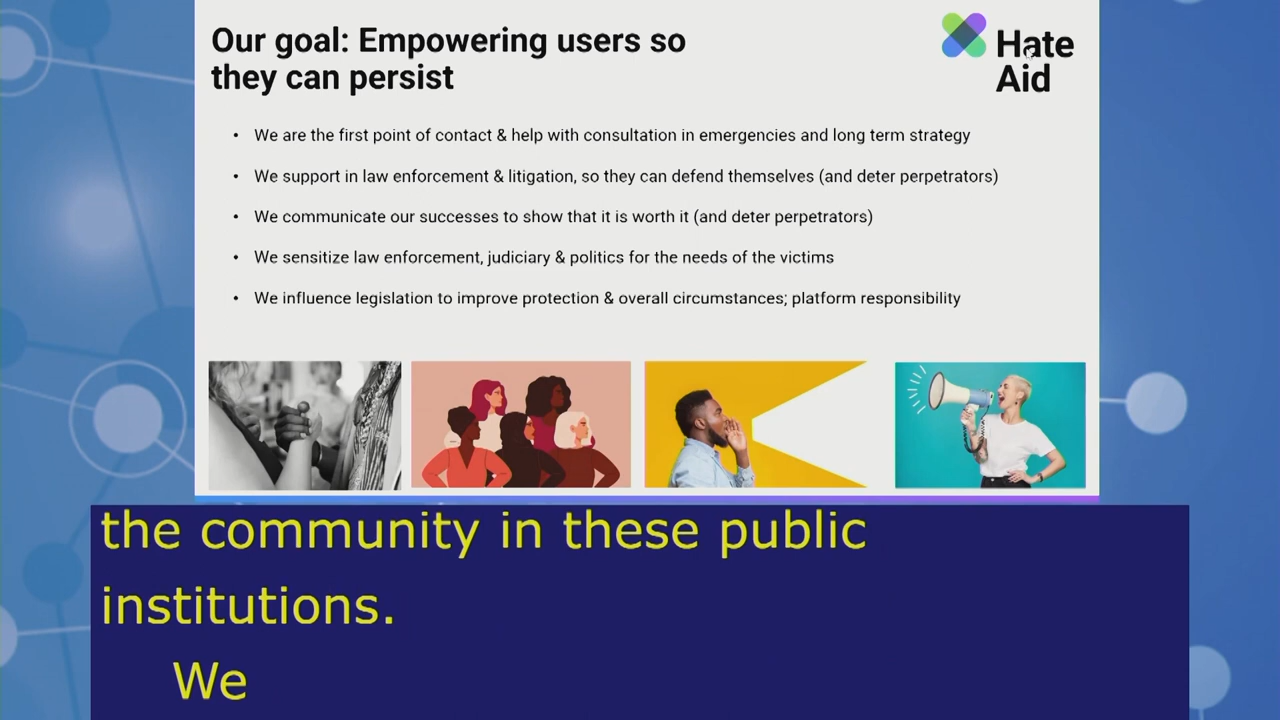 Our goal: Empowering users so
they can persist
Hate
Aid
• We are the first point of contact & help with consultation in emergencies and long term strategy
• We support in law enforcement & litigation, so they can defend themselves (and deter perpetrators)
• We communicate our successes to show that it is worth it (and deter perpetrators)
• We sensitize law enforcement, judiciary & politics for the needs of the victims
• We influence legislation to improve protection & overall circumstances; platform responsibility
the community in these public
institutions.
We